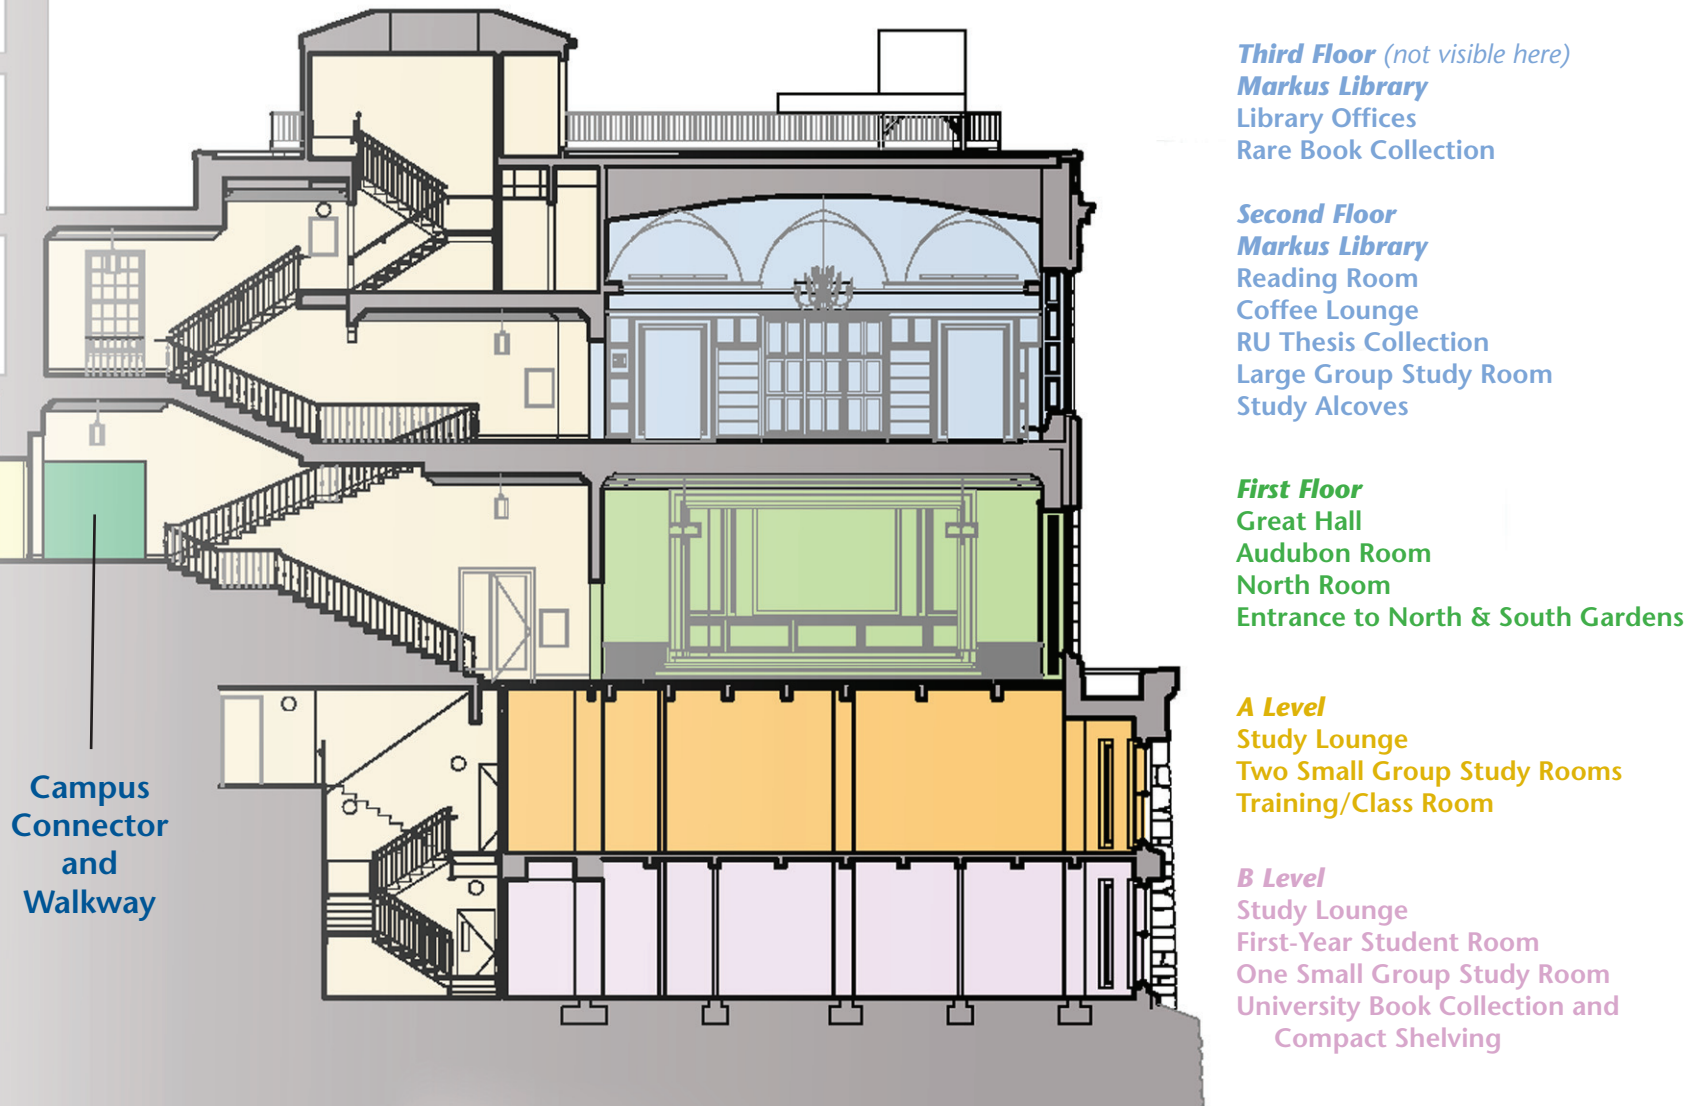 Third Floor (not visible here)
Markus Library
Library Offices
Rare Book Collection
Second Floor
Markus Library
Reading Room
Coffee Lounge
RU Thesis Collection
Large Group Study Room
Study Alcoves
First Floor
Great Hall
Audubon Room
North Room
Entrance to North & South Gardens
A Level
Study Lounge
Two Small Group Study Rooms
Training/Class Room
B Level
Study Lounge
First-Year Student Room
One Small Group Study Room
University Book Collection and
Compact Shelving
Campus
Connector
and
Walkway